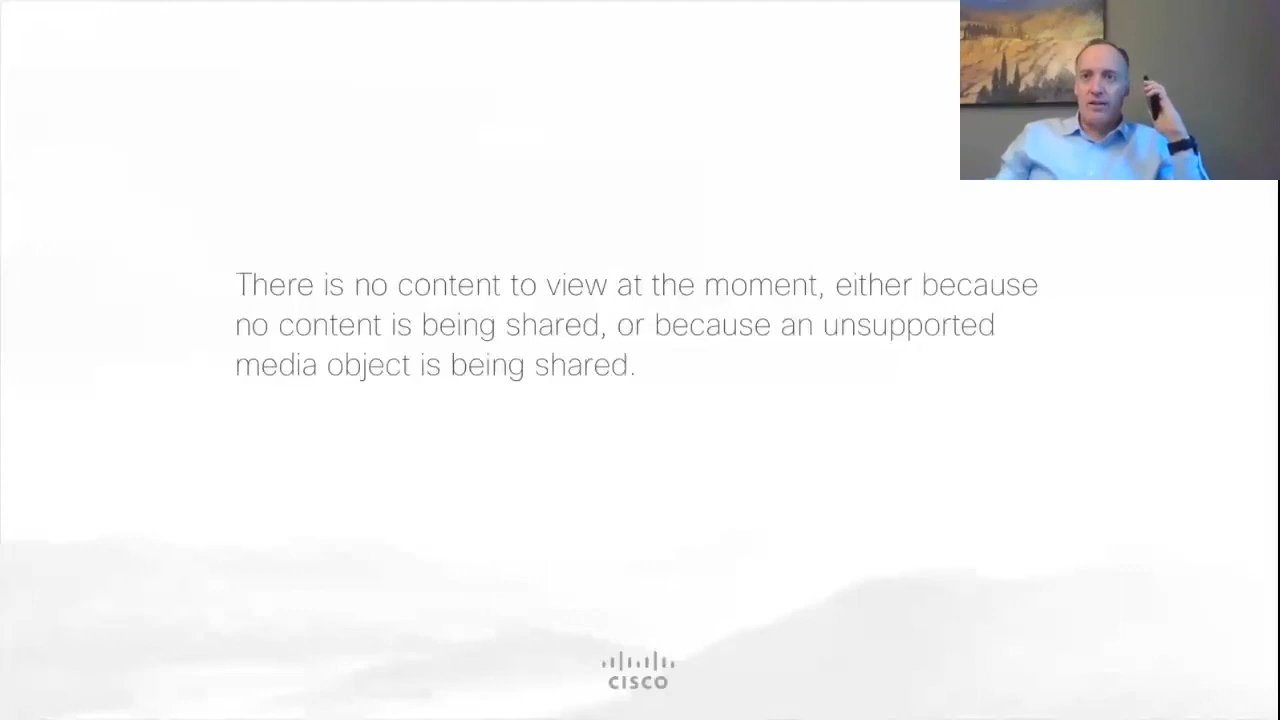 There is no content to view at the moment, either because
no content is being shared, or because an unsupported
media object is being shared.
CISCO